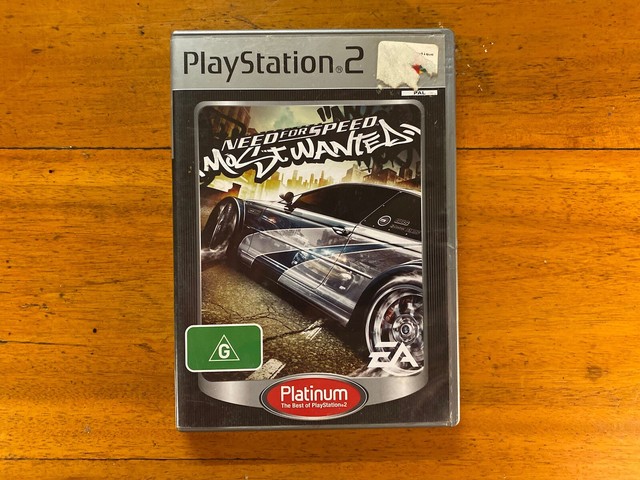 PlayStation®2
PAL
NEED FOR SPEED
MOST WANTED
G
EA
Platinum
The Best of PlayStation®2